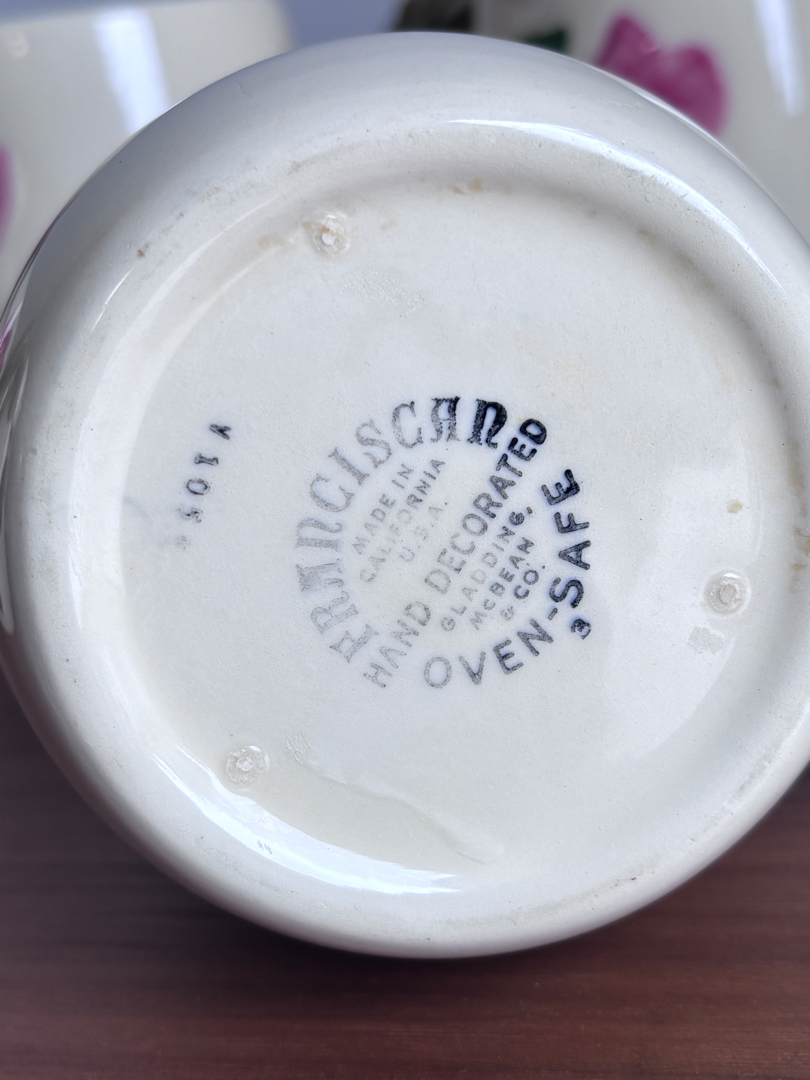 FRANCISCAN
MADE IN
CALIFORNIA
U.S.A.
HAND DECORATED
GLADDING,
McBEAN
& CO.
OVEN-SAFE
3